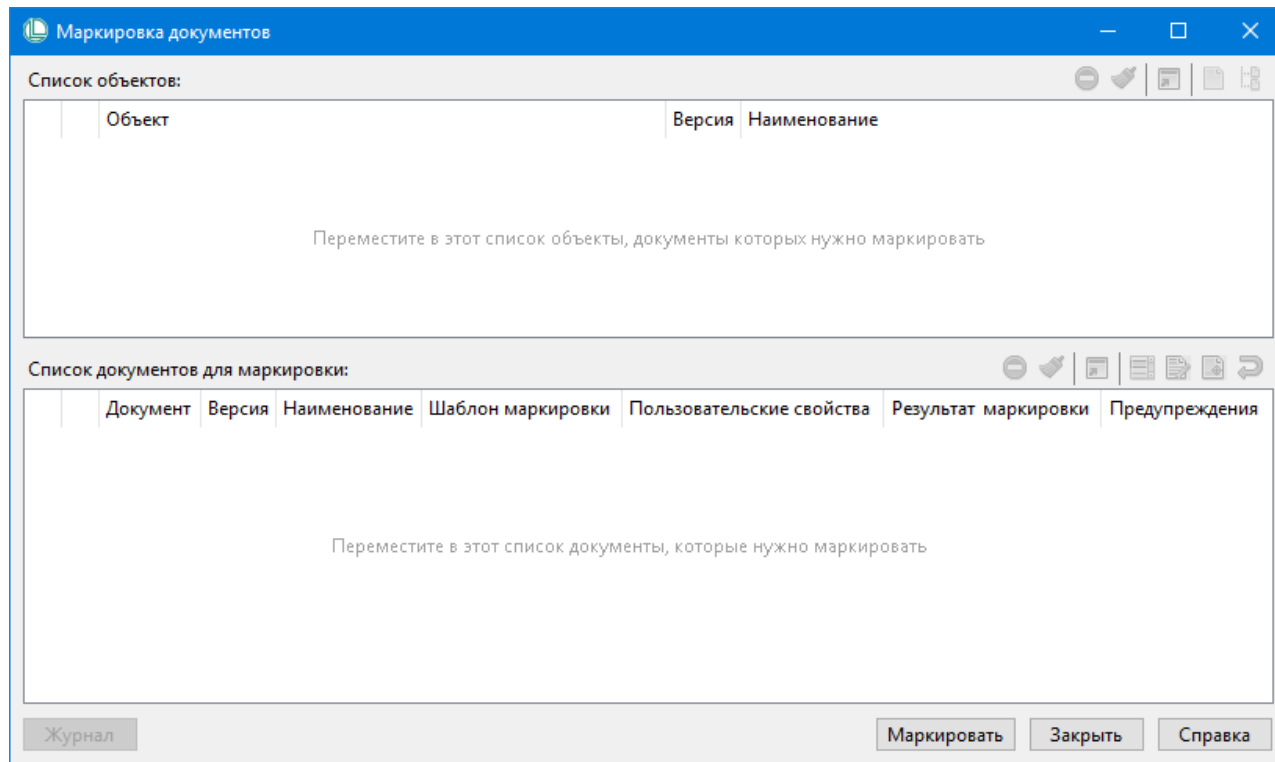 Маркировка документов
Список объектов:
Объект Версия Наименование
Переместите в этот список объекты, документы которых нужно маркировать
Список документов для маркировки:
Документ Версия Наименование Шаблон маркировки Пользовательские свойства Результат маркировки Предупреждения
Переместите в этот список документы, которые нужно маркировать
Журнал Маркировать Закрыть Справка